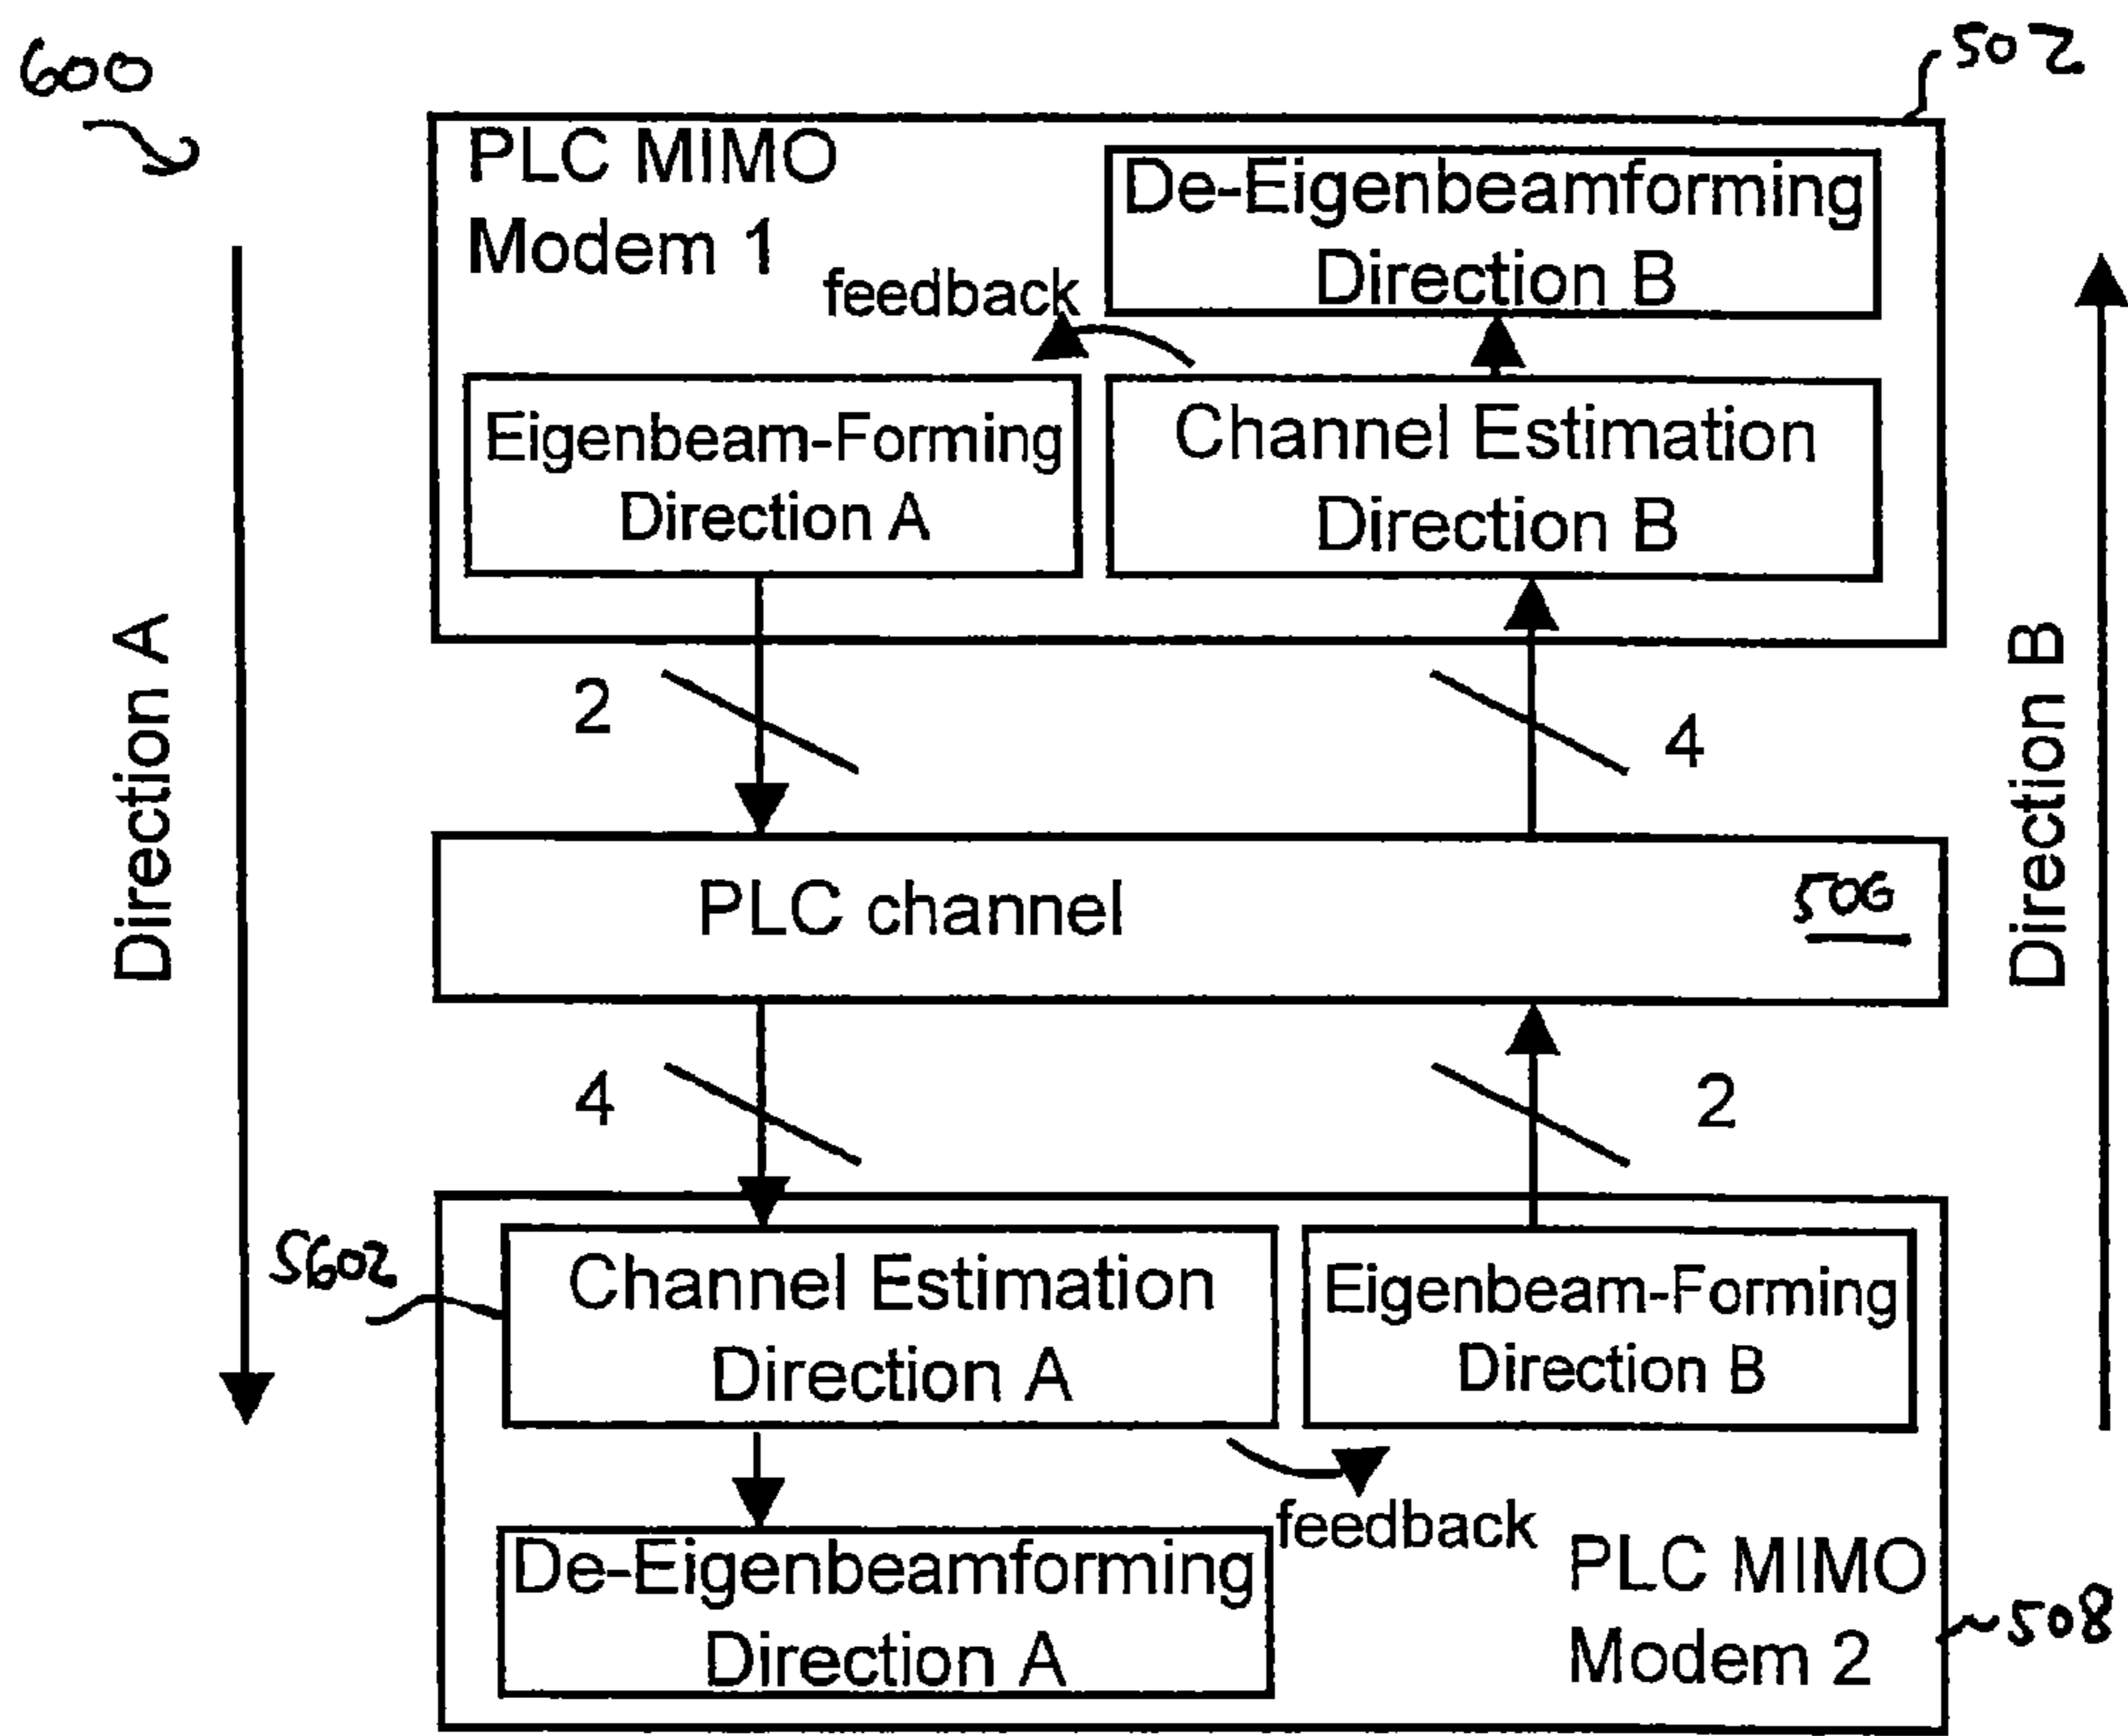 600
502
PLC MIMO
Modem 1
De-Eigenbeamforming
Direction B
feedback
Eigenbeam-Forming
Direction A
Channel Estimation
Direction B
Direction A
Direction B
2
4
PLC channel
506
4
2
S602
Channel Estimation
Direction A
Eigenbeam-Forming
Direction B
feedback
De-Eigenbeamforming
Direction A
PLC MIMO
Modem 2
508